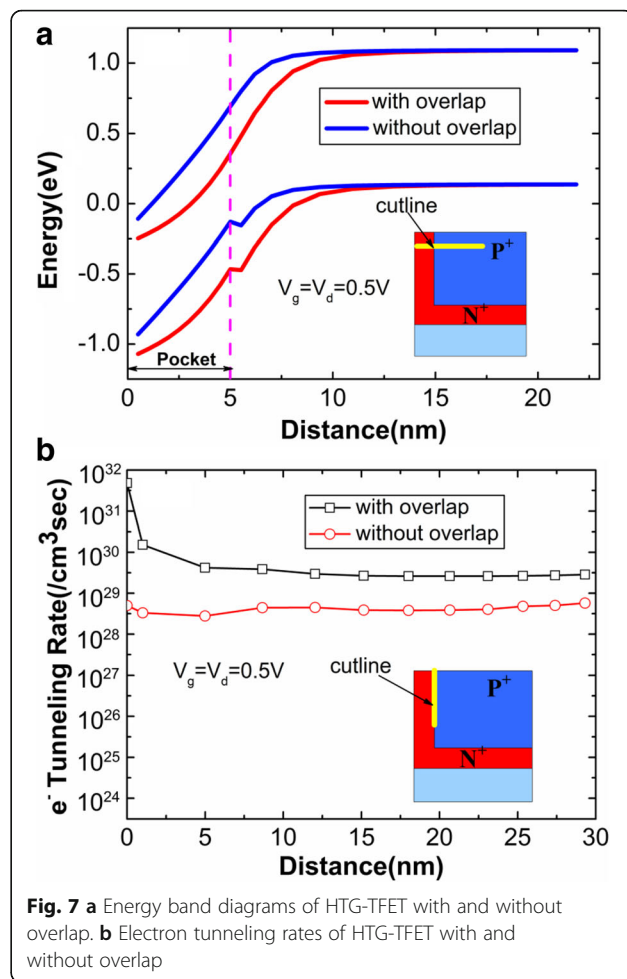 a
1.0
0.5
0.0
-0.5
-1.0
Energy(eV)
with overlap
without overlap
cutline
P+
N+
Vg=Vd=0.5V
Pocket
0 5 10 15 20
Distance(nm)
b
10^32
10^31
10^30
10^29
10^28
10^27
10^26
10^25
10^24
e- Tunneling Rate(/cm^3sec)
with overlap
without overlap
Vg=Vd=0.5V
cutline
P+
N+
0 5 10 15 20 25 30
Distance(nm)
Fig. 7 a Energy band diagrams of HTG-TFET with and without
overlap. b Electron tunneling rates of HTG-TFET with and
without overlap